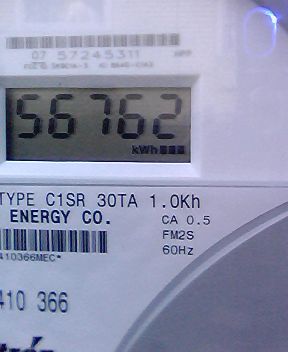 07 57245311
56762
kWh
TYPE C1SR 30TA 1.0Kh
ENERGY CO.
CA 0.5
FM2S
60Hz
410366MEC*
410 366